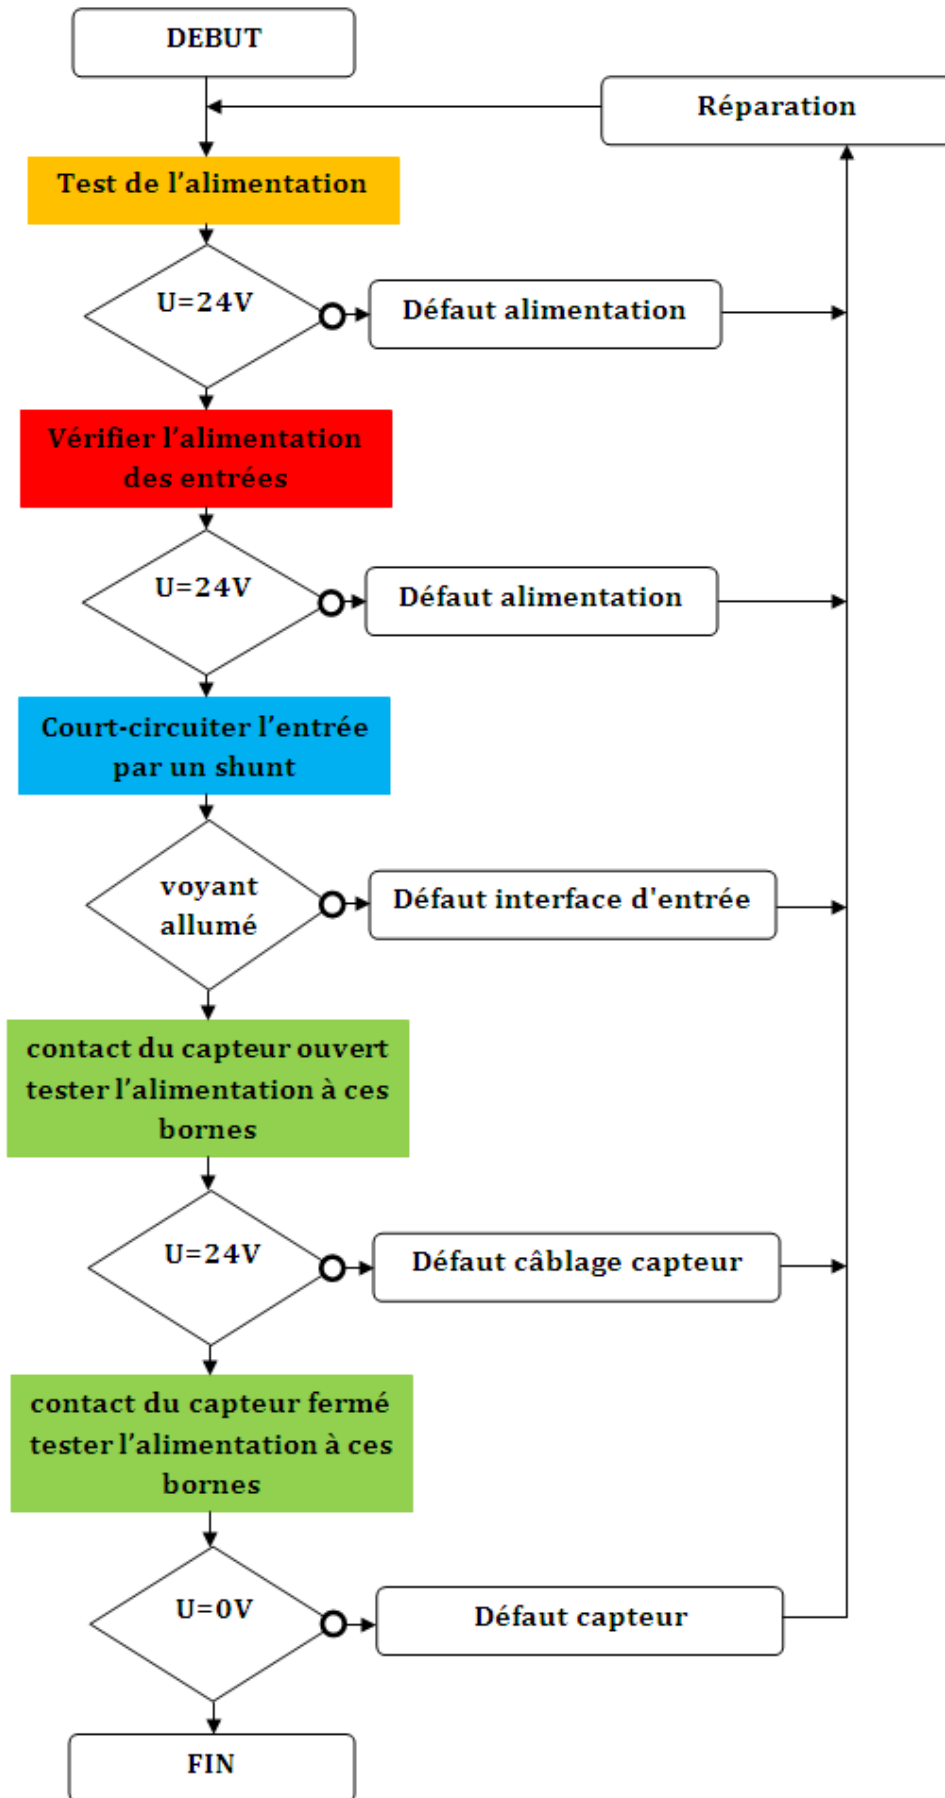 DEBUT
Réparation
Test de l’alimentation
U=24V
Défaut alimentation
Vérifier l’alimentation
des entrées
U=24V
Défaut alimentation
Court-circuiter l’entrée
par un shunt
voyant
allumé
Défaut interface d'entrée
contact du capteur ouvert
tester l’alimentation à ces
bornes
U=24V
Défaut câblage capteur
contact du capteur fermé
tester l’alimentation à ces
bornes
U=0V
Défaut capteur
FIN